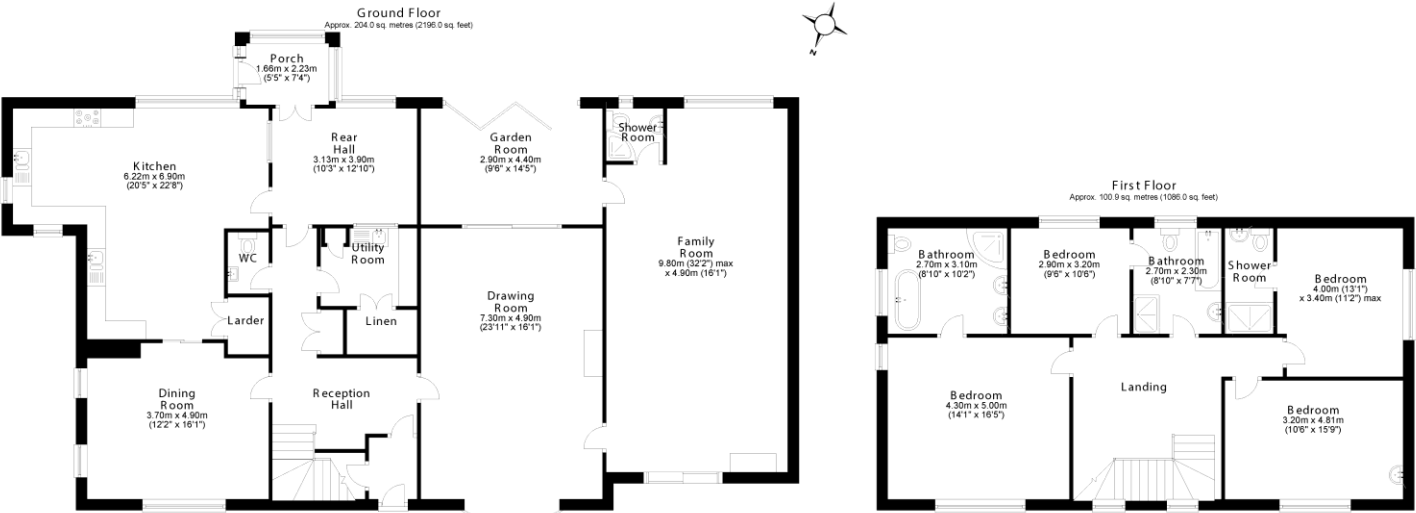 Ground Floor
Approx. 204.0 sq. metres (2196.0 sq. feet)
N
Porch
1.66m x 2.23m
(5'5" x 7'4")
Kitchen
6.22m x 6.90m
(20'5" x 22'8")
Rear
Hall
3.13m x 3.90m
(10'3" x 12'10")
Garden
Room
2.90m x 4.40m
(9'6" x 14'5")
Shower
Room
WC
Utility
Room
Family
Room
9.80m (32'2") max
x 4.90m (16'1")
Larder
Linen
Drawing
Room
7.30m x 4.90m
(23'11" x 16'1")
Dining
Room
3.70m x 4.90m
(12'2" x 16'1")
Reception
Hall
First Floor
Approx. 100.9 sq. metres (1086.0 sq. feet)
Bathroom
2.70m x 3.10m
(8'10" x 10'2")
Bedroom
2.90m x 3.20m
(9'6" x 10'6")
Bathroom
2.70m x 2.30m
(8'10" x 7'7")
Shower
Room
Bedroom
4.00m (13'1")
x 3.40m (11'2") max
Bedroom
4.30m x 5.00m
(14'1" x 16'5")
Landing
Bedroom
3.20m x 4.81m
(10'6" x 15'9")